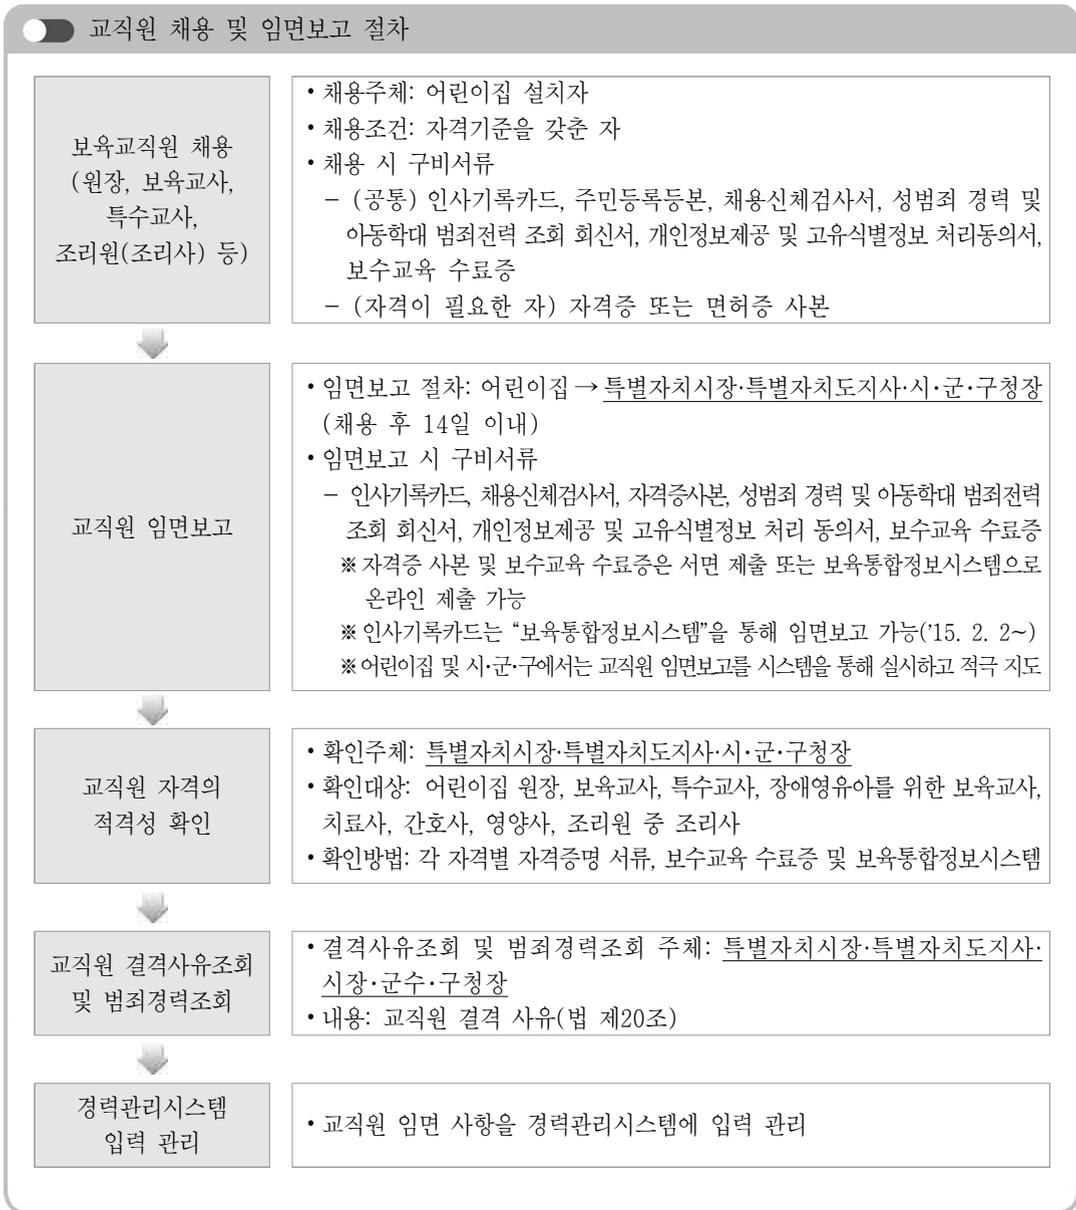 교직원 채용 및 임면보고 절차
보육교직원 채용
(원장, 보육교사,
특수교사,
조리원(조리사) 등)
• 채용주체: 어린이집 설치자
• 채용조건: 자격기준을 갖춘 자
• 채용 시 구비서류
– (공통) 인사기록카드, 주민등록등본, 채용신체검사서, 성범죄 경력 및
아동학대 범죄전력 조회 회신서, 개인정보제공 및 고유식별정보 처리동의서,
보수교육 수료증
– (자격이 필요한 자) 자격증 또는 면허증 사본
교직원 임면보고
• 임면보고 절차: 어린이집 → 특별자치시장·특별자치도지사·시·군·구청장
(채용 후 14일 이내)
• 임면보고 시 구비서류
– 인사기록카드, 채용신체검사서, 자격증사본, 성범죄 경력 및 아동학대 범죄전력
조회 회신서, 개인정보제공 및 고유식별정보 처리 동의서, 보수교육 수료증
※ 자격증 사본 및 보수교육 수료증은 서면 제출 또는 보육통합정보시스템으로
온라인 제출 가능
※ 인사기록카드는 “보육통합정보시스템”을 통해 임면보고 가능('15. 2. 2~)
※ 어린이집 및 시·군·구에서는 교직원 임면보고를 시스템을 통해 실시하고 적극 지도
교직원 자격의
적격성 확인
• 확인주체: 특별자치시장·특별자치도지사·시·군·구청장
• 확인대상: 어린이집 원장, 보육교사, 특수교사, 장애영유아를 위한 보육교사,
치료사, 간호사, 영양사, 조리원 중 조리사
• 확인방법: 각 자격별 자격증명 서류, 보수교육 수료증 및 보육통합정보시스템
교직원 결격사유조회
및 범죄경력조회
• 결격사유조회 및 범죄경력조회 주체: 특별자치시장·특별자치도지사·
시장·군수·구청장
• 내용: 교직원 결격 사유(법 제20조)
경력관리시스템
입력 관리
• 교직원 임면 사항을 경력관리시스템에 입력 관리